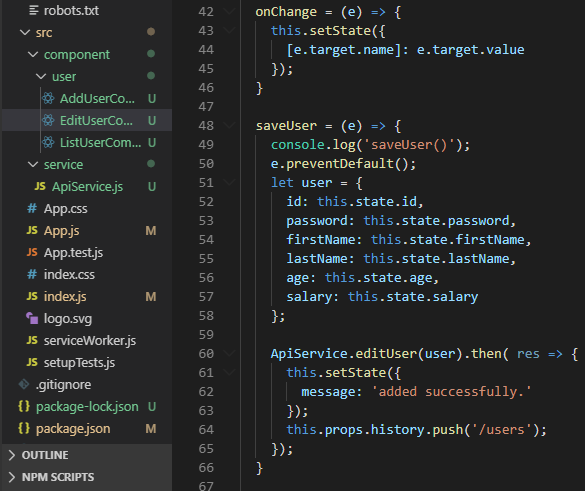 robots.txt
src
component
user
AddUserCo... U
EditUserCo... U
ListUserCom... U
service
ApiService.js U
App.css
JS App.js M
JS App.test.js
index.css
JS index.js M
logo.svg
JS serviceWorker.js
JS setupTests.js
.gitignore
{} package-lock.json U
{} package.json M
OUTLINE
NPM SCRIPTS
42 onChange = (e) => {
43 this.setState({
44 [e.target.name]: e.target.value
45 });
46 }
47
48 saveUser = (e) => {
49 console.log('saveUser()');
50 e.preventDefault();
51 let user = {
52 id: this.state.id,
53 password: this.state.password,
54 firstName: this.state.firstName,
55 lastName: this.state.lastName,
56 age: this.state.age,
57 salary: this.state.salary
58 };
59
60 ApiService.editUser(user).then( res => {
61 this.setState({
62 message: 'added successfully.'
63 });
64 this.props.history.push('/users');
65 });
66 }
67